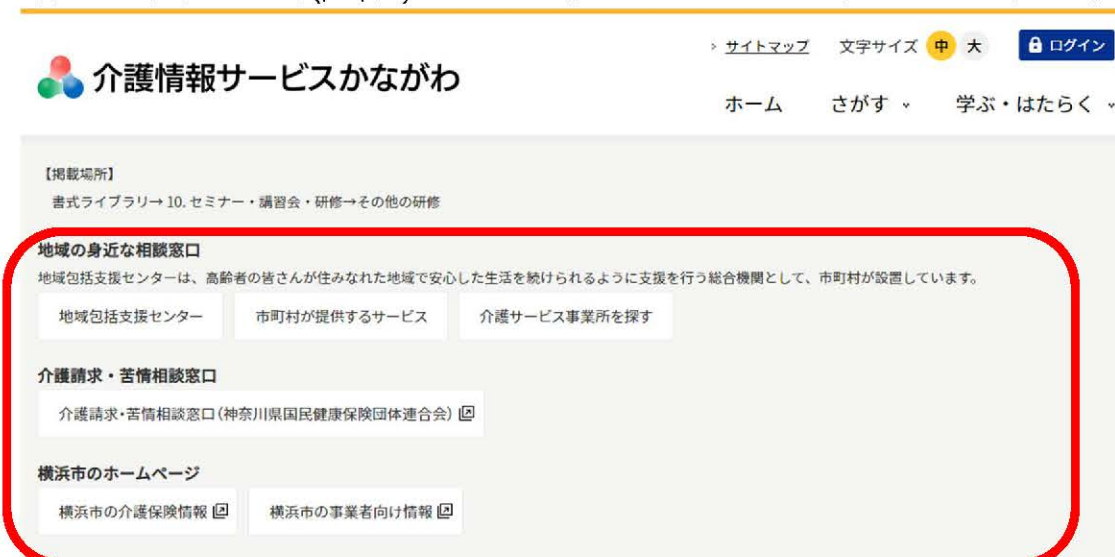 サイトマップ 文字サイズ 中 大 ログイン
介護情報サービスかながわ
ホーム さがす 学ぶ・はたらく
【掲載場所】
書式ライブラリ→10.セミナー・講習会・研修→その他の研修
地域の身近な相談窓口
地域包括支援センターは、高齢者の皆さんが住みなれた地域で安心した生活を続けられるように支援を行う総合機関として、市町村が設置しています。
地域包括支援センター 市町村が提供するサービス 介護サービス事業所を探す
介護請求・苦情相談窓口
介護請求・苦情相談窓口(神奈川県国民健康保険団体連合会)
横浜市のホームページ
横浜市の介護保険情報 横浜市の事業者向け情報